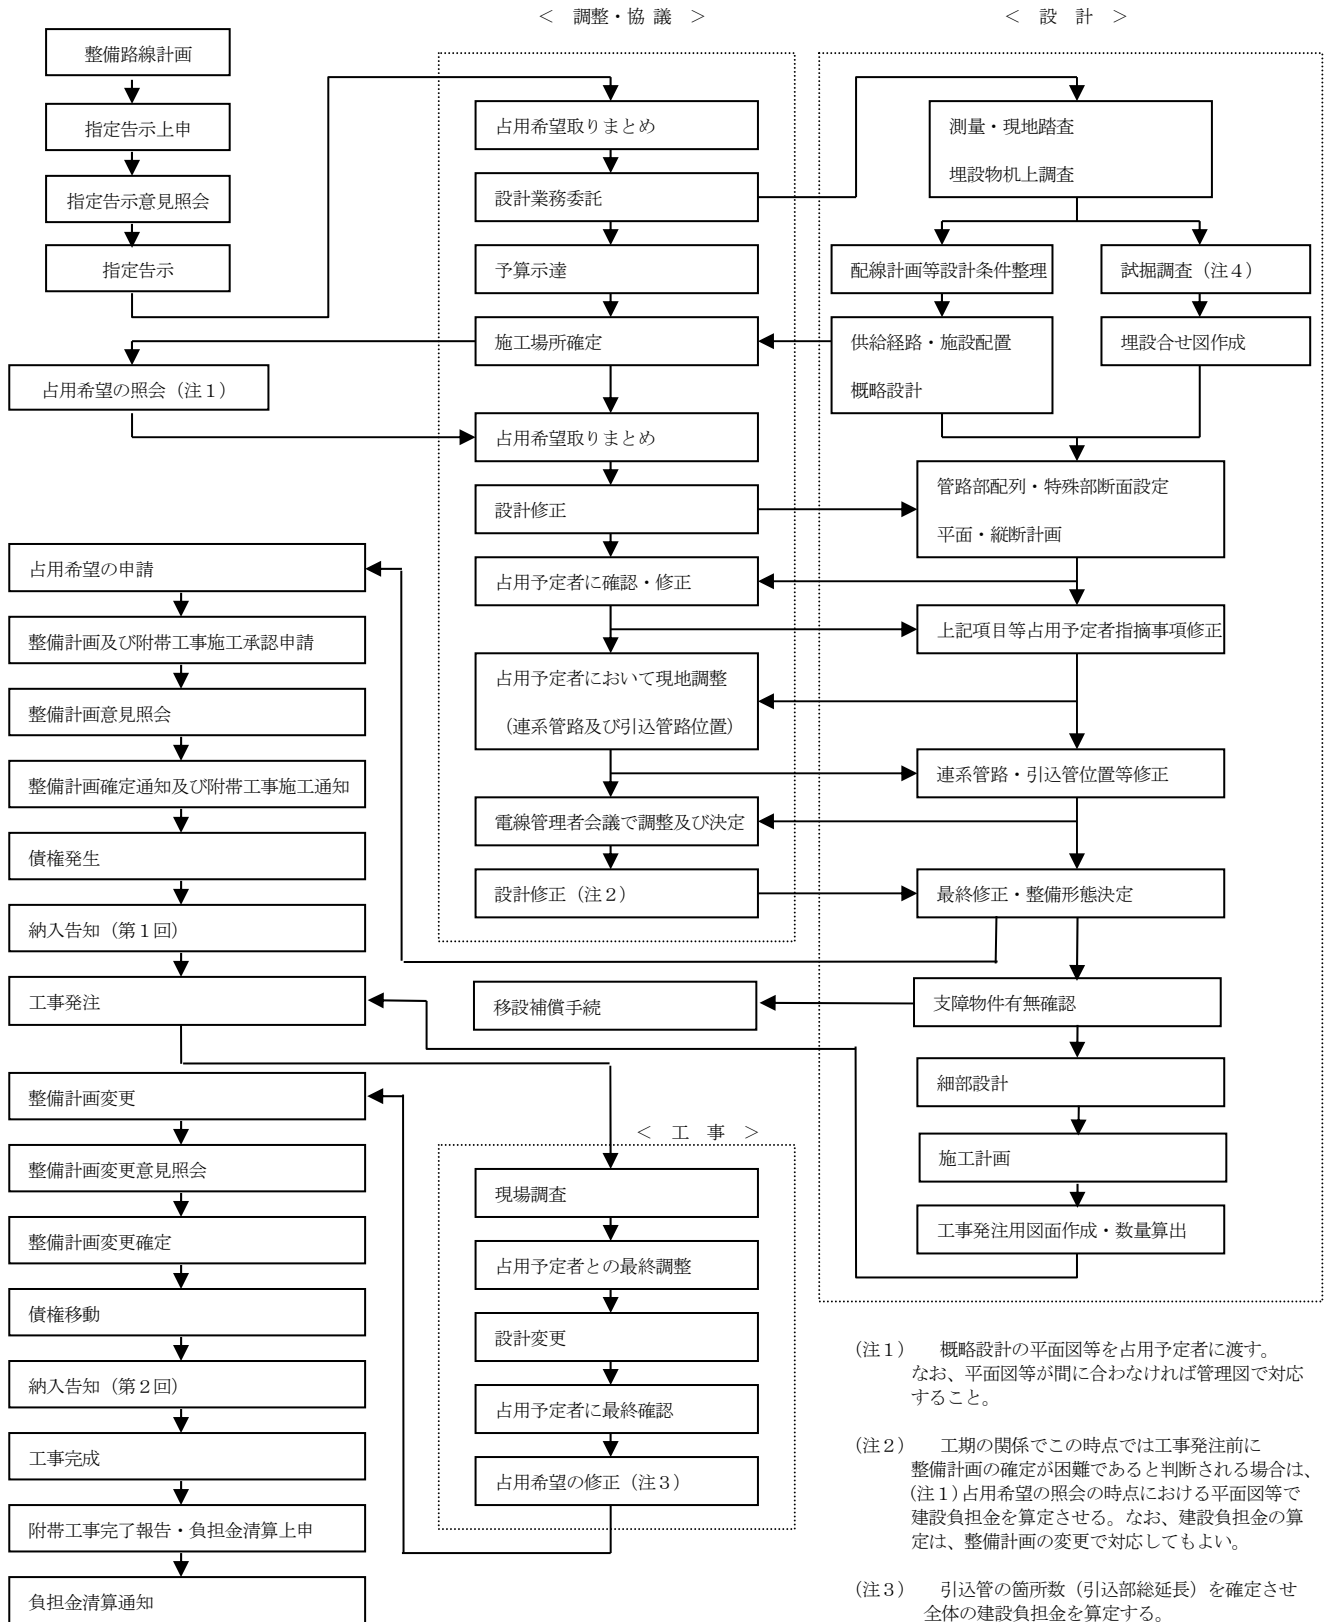 ＜　調整・協 議　＞
＜　設　計　＞
整備路線計画
指定告示上申
指定告示意見照会
指定告示
占用希望の照会（注１）
占用希望の申請
整備計画及び附帯工事施工承認申請
整備計画意見照会
整備計画確定通知及び附帯工事施工通知
債権発生
納入告知（第１回）
工事発注
整備計画変更
整備計画変更意見照会
整備計画変更確定
債権移動
納入告知（第２回）
工事完成
附帯工事完了報告・負担金清算上申
負担金清算通知
占用希望取りまとめ
設計業務委託
予算示達
施工場所確定
占用希望取りまとめ
設計修正
占用予定者に確認・修正
占用予定者において現地調整
（連系管路及び引込管路位置）
電線管理者会議で調整及び決定
設計修正（注２）
移設補償手続
＜　工　事　＞
現場調査
占用予定者との最終調整
設計変更
占用予定者に最終確認
占用希望の修正（注３）
測量・現地踏査
埋設物机上調査
配線計画等設計条件整理
試掘調査（注４）
供給経路・施設配置
概略設計
埋設合せ図作成
管路部配列・特殊部断面設定
平面・縦断計画
上記項目等占用予定者指摘事項修正
連系管路・引込管位置等修正
最終修正・整備形態決定
支障物件有無確認
細部設計
施工計画
工事発注用図面作成・数量算出
（注１）　概略設計の平面図等を占用予定者に渡す。
なお、平面図等が間に合わなければ管理図で対応
すること。
（注２）　工期の関係でこの時点では工事発注前に
整備計画の確定が困難であると判断される場合は、
（注１）占用希望の照会の時点における平面図等で
建設負担金を算定させる。なお、建設負担金の算
定は、整備計画の変更で対応してもよい。
（注３）　引込管の箇所数（引込部総延長）を確定させ
全体の建設負担金を算定する。